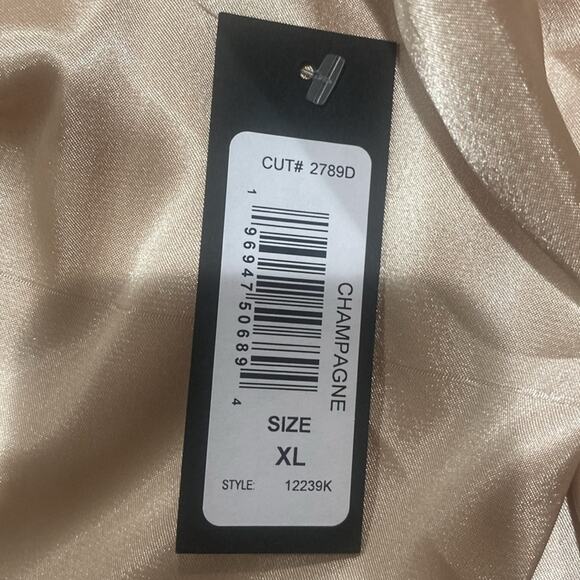 CUT# 2789D
1 96947 50689 4
CHAMPAGNE
SIZE
XL
STYLE: 12239K